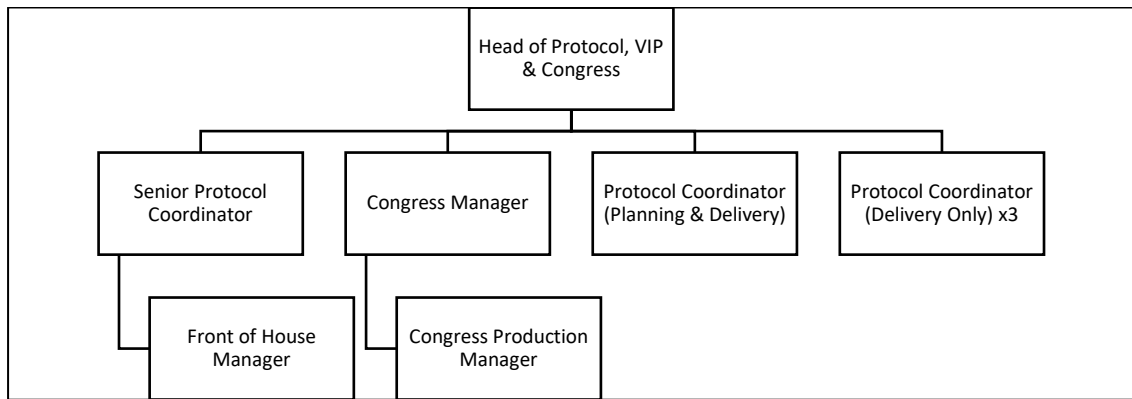 Head of Protocol, VIP
& Congress
Senior Protocol
Coordinator
Congress Manager
Protocol Coordinator
(Planning & Delivery)
Protocol Coordinator
(Delivery Only) x3
Front of House
Manager
Congress Production
Manager